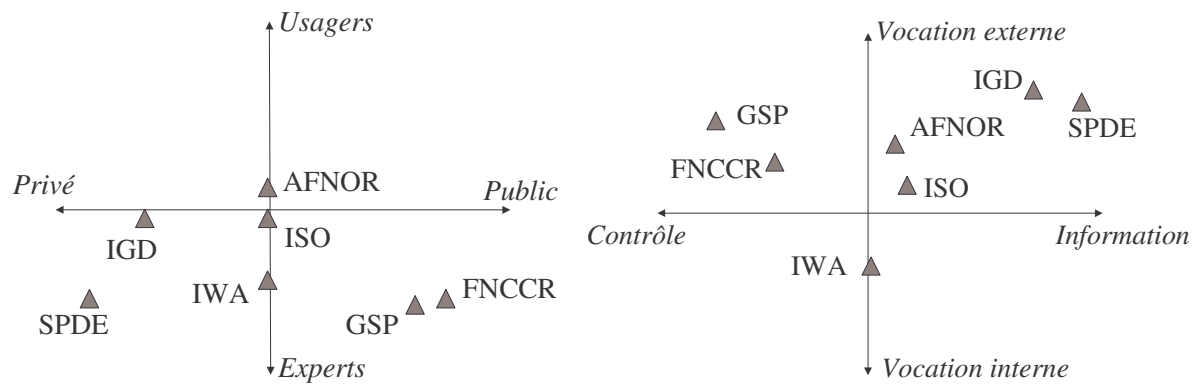 Usagers
AFNOR
Privé
Public
IGD
ISO
IWA
FNCCR
SPDE
GSP
Experts
Vocation externe
IGD
GSP
SPDE
AFNOR
FNCCR
ISO
Contrôle
Information
IWA
Vocation interne